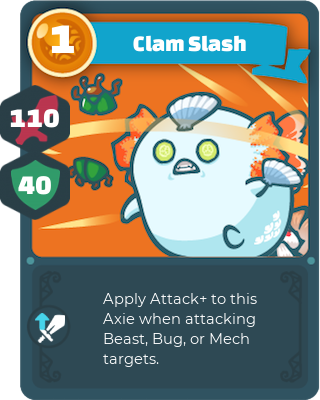 1
Clam Slash
110
40
Apply Attack+ to this
Axie when attacking
Beast, Bug, or Mech
targets.